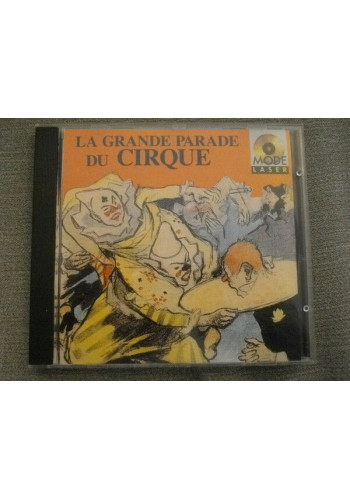 LA GRANDE PARADE
DU CIRQUE
MODE
LASER